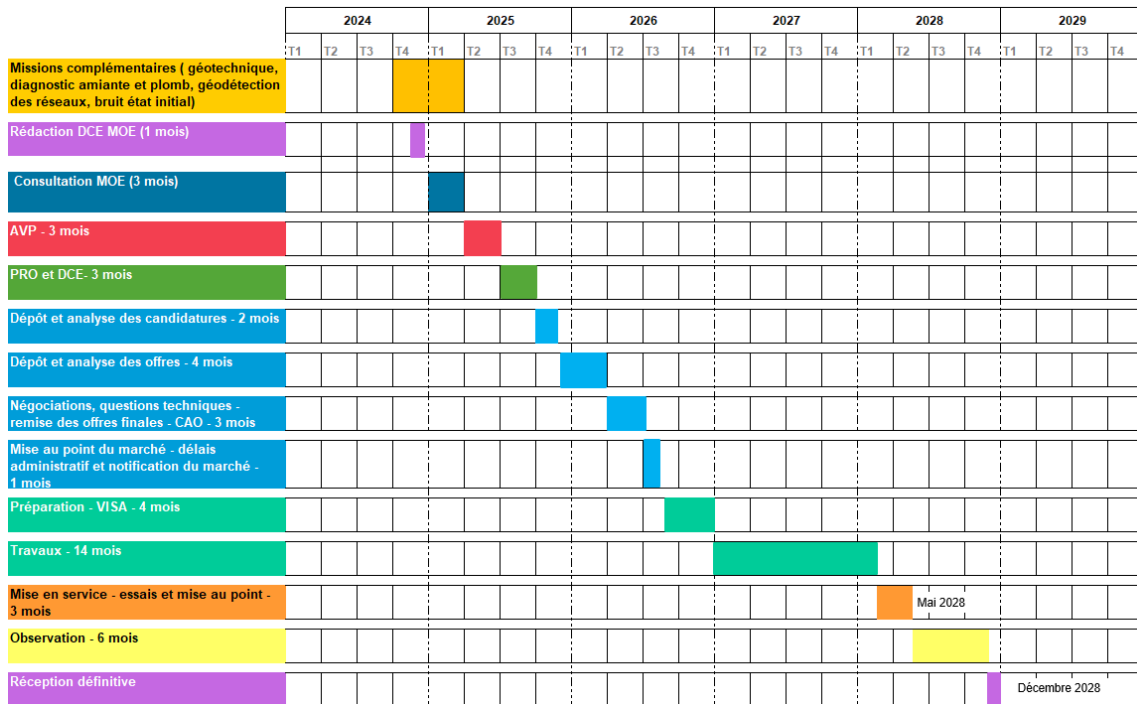 2024 2025 2026 2027 2028 2029
T1 T2 T3 T4 T1 T2 T3 T4 T1 T2 T3 T4 T1 T2 T3 T4 T1 T2 T3 T4 T1 T2 T3 T4
Missions complémentaires ( géotechnique,
diagnostic amiante et plomb, géodétection
des réseaux, bruit état initial)
Rédaction DCE MOE (1 mois)
Consultation MOE (3 mois)
AVP - 3 mois
PRO et DCE- 3 mois
Dépôt et analyse des candidatures - 2 mois
Dépôt et analyse des offres - 4 mois
Négociations, questions techniques -
remise des offres finales - CAO - 3 mois
Mise au point du marché - délais
administratif et notification du marché -
1 mois
Préparation - VISA - 4 mois
Travaux - 14 mois
Mise en service - essais et mise au point -
3 mois
Mai 2028
Observation - 6 mois
Réception définitive
Décembre 2028